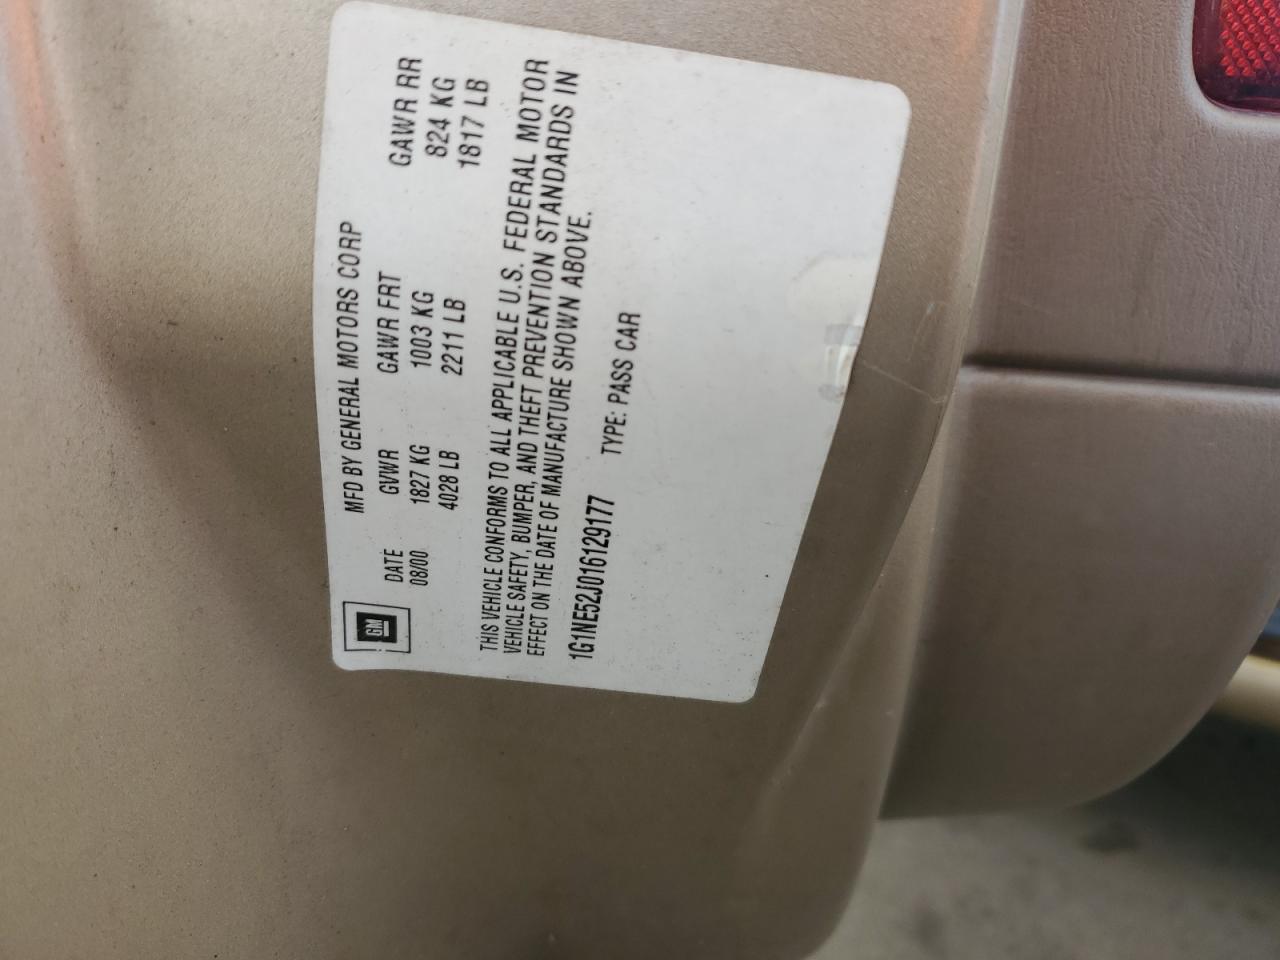 GM
MFD BY GENERAL MOTORS CORP
DATE GVWR GAWR FRT GAWR RR
08/00 1827 KG 1003 KG 824 KG
4028 LB 2211 LB 1817 LB
THIS VEHICLE CONFORMS TO ALL APPLICABLE U.S. FEDERAL MOTOR
VEHICLE SAFETY, BUMPER, AND THEFT PREVENTION STANDARDS IN
EFFECT ON THE DATE OF MANUFACTURE SHOWN ABOVE.
1G1NE52J016129177 TYPE: PASS CAR